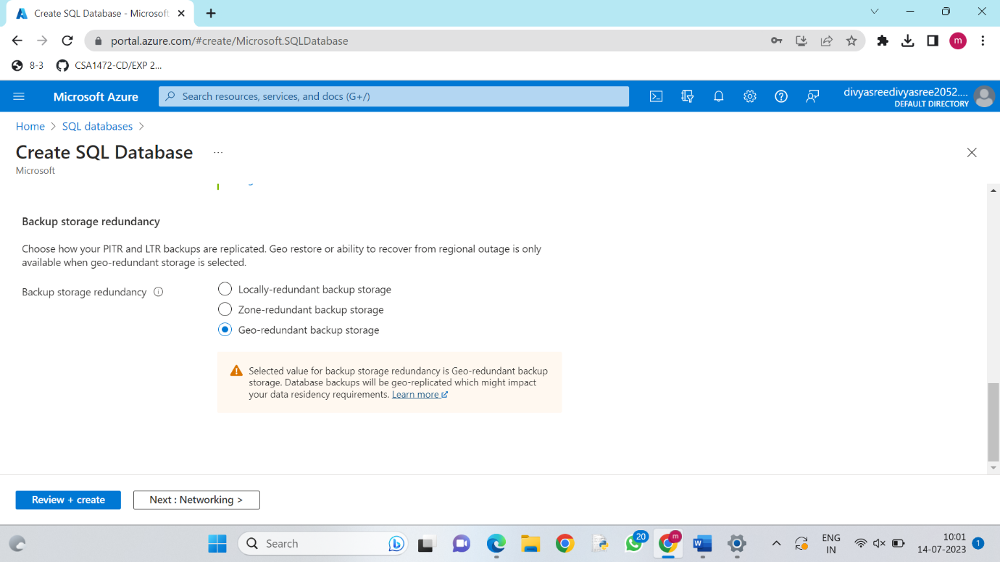 Create SQL Database - Microsoft
portal.azure.com/#create/Microsoft.SQLDatabase
m
8-3
CSA1472-CD/EXP 2...
Microsoft Azure
Search resources, services, and docs (G+/)
divyasreedivyasree2052....
DEFAULT DIRECTORY
Home > SQL databases >
Create SQL Database ...
Microsoft
Backup storage redundancy
Choose how your PITR and LTR backups are replicated. Geo restore or ability to recover from regional outage is only
available when geo-redundant storage is selected.
Backup storage redundancy
Locally-redundant backup storage
Zone-redundant backup storage
Geo-redundant backup storage
Selected value for backup storage redundancy is Geo-redundant backup
storage. Database backups will be geo-replicated which might impact
your data residency requirements. Learn more
Review + create
Next : Networking >
Search
20
m
W
ENG
IN
10:01
14-07-2023
1